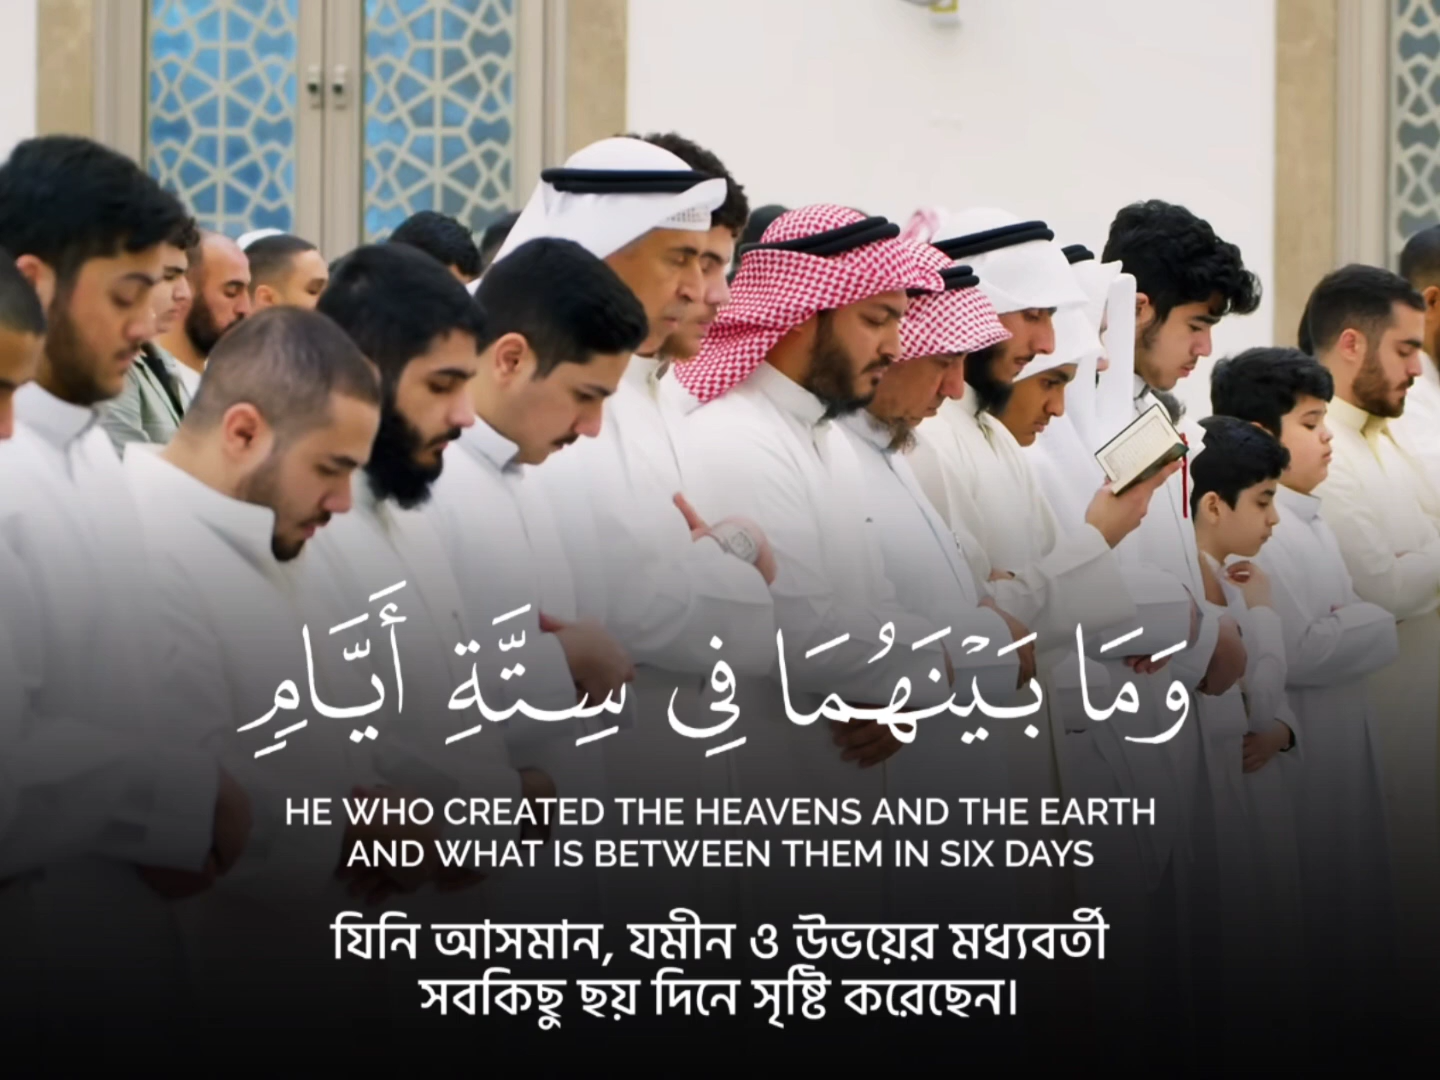 وَمَا بَيْنَهُمَا فِي سِتَّةِ أَيَّامٍ
HE WHO CREATED THE HEAVENS AND THE EARTH
AND WHAT IS BETWEEN THEM IN SIX DAYS
যিনি আসমান, যমীন ও উভয়ের মধ্যবর্তী
সবকিছু ছয় দিনে সৃষ্টি করেছেন।